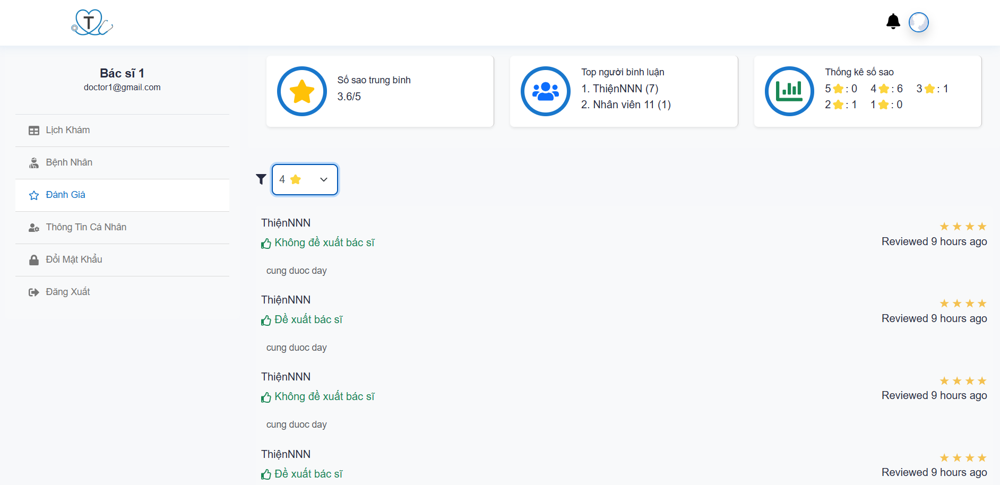 T
Bác sĩ 1
doctor1@gmail.com
Lịch Khám
Bệnh Nhân
Đánh Giá
Thông Tin Cá Nhân
Đổi Mật Khẩu
Đăng Xuất
Số sao trung bình
3.6/5
Top người bình luận
1. ThiệnNNN (7)
2. Nhân viên 11 (1)
Thống kê số sao
5 : 0 4 : 6 3 : 1
2 : 1 1 : 0
4
ThiệnNNN
Không đề xuất bác sĩ
Reviewed 9 hours ago
cung duoc day
ThiệnNNN
Đề xuất bác sĩ
Reviewed 9 hours ago
cung duoc day
ThiệnNNN
Không đề xuất bác sĩ
Reviewed 9 hours ago
cung duoc day
ThiệnNNN
Đề xuất bác sĩ
Reviewed 9 hours ago